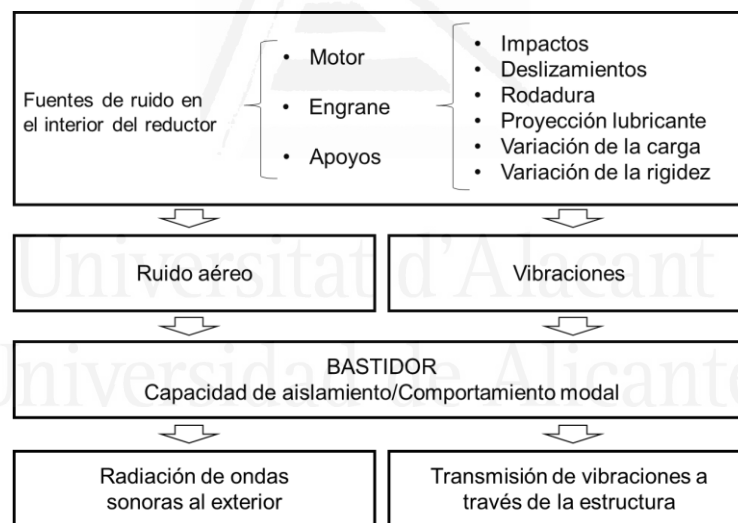 Fuentes de ruido en
el interior del reductor
• Motor
• Engrane
• Apoyos
• Impactos
• Deslizamientos
• Rodadura
• Proyección lubricante
• Variación de la carga
• Variación de la rigidez
Ruido aéreo
Vibraciones
Universitat d'Alacant
BASTIDOR
Capacidad de aislamiento/Comportamiento modal
Universidad de Alicante
Radiación de ondas
sonoras al exterior
Transmisión de vibraciones a
través de la estructura